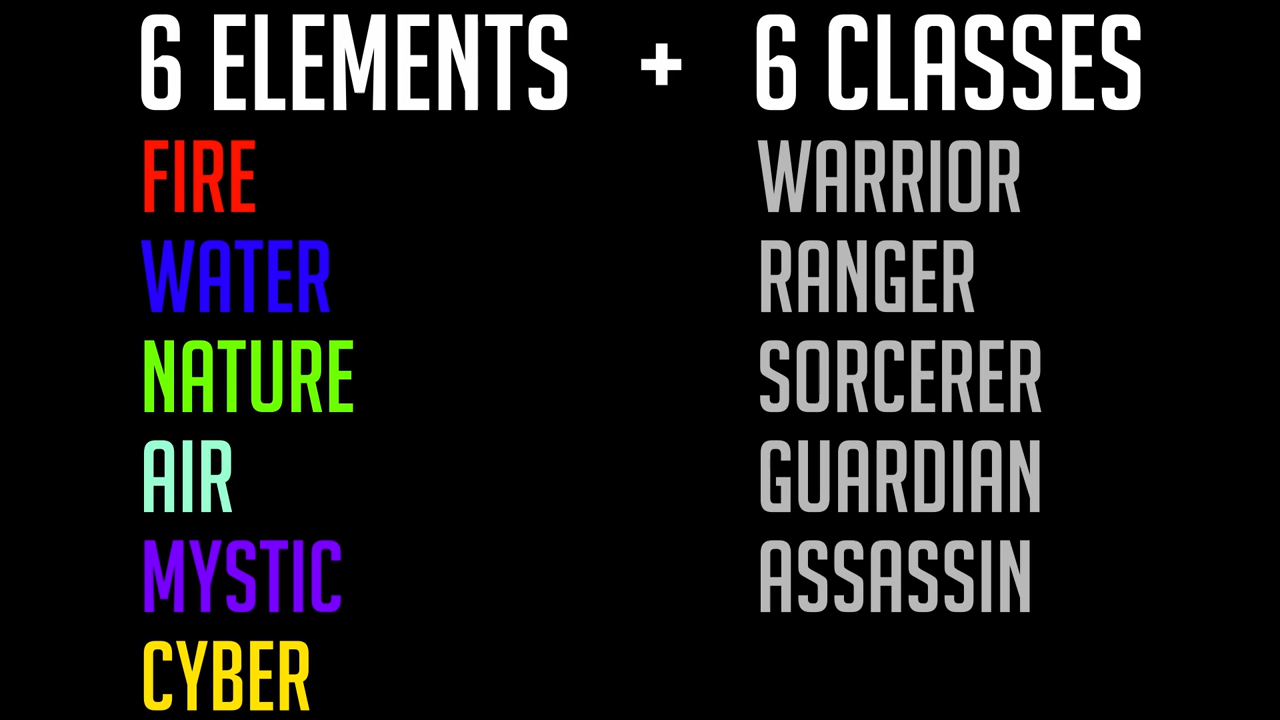 6 ELEMENTS + 6 CLASSES
FIRE WARRIOR
WATER RANGER
NATURE SORCERER
AIR GUARDIAN
MYSTIC ASSASSIN
CYBER